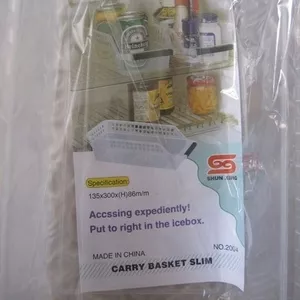 Specification
135x300x(H)86m/m
Accssing expediently!
Put to right in the icebox.
MADE IN CHINA
CARRY BASKET SLIM